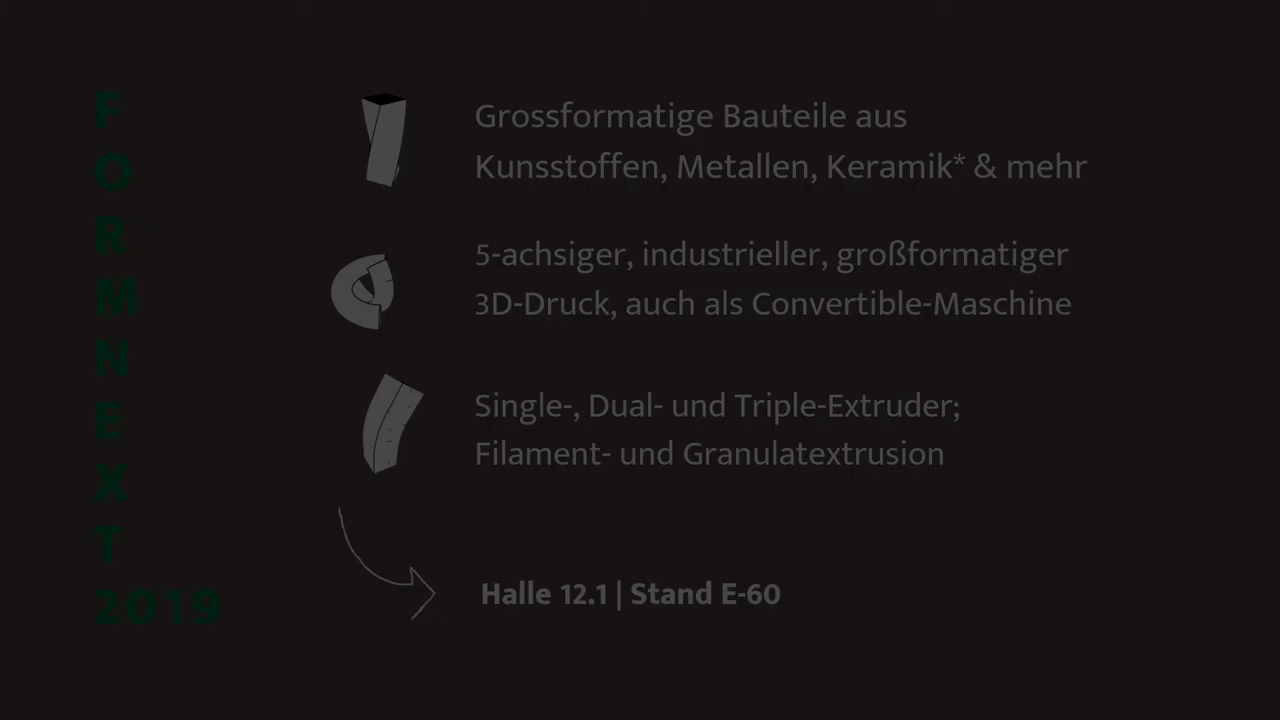 FORMNEXT
2019
Grossformatige Bauteile aus
Kunsstoffen, Metallen, Keramik* & mehr
5-achsiger, industrieller, großformatiger
3D-Druck, auch als Convertible-Maschine
Single-, Dual- und Triple-Extruder;
Filament- und Granulatextrusion
Halle 12.1 | Stand E-60